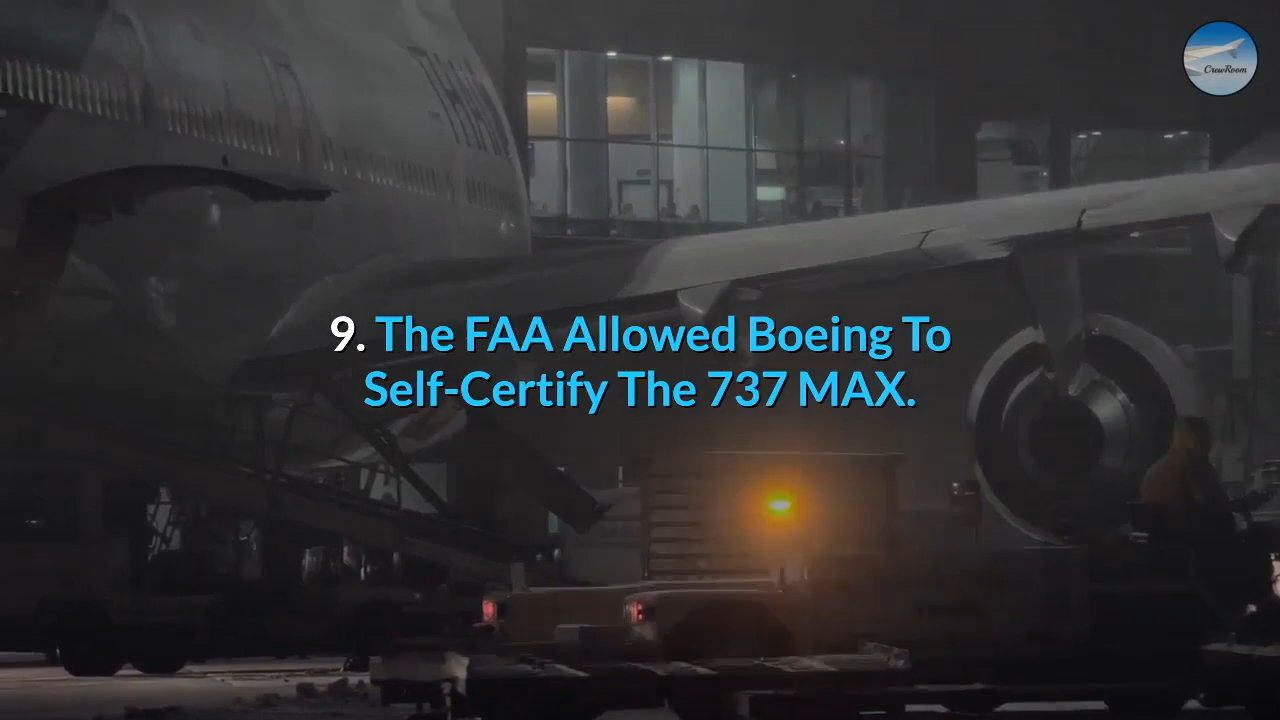 CrewRoom
9. The FAA Allowed Boeing To
Self-Certify The 737 MAX.